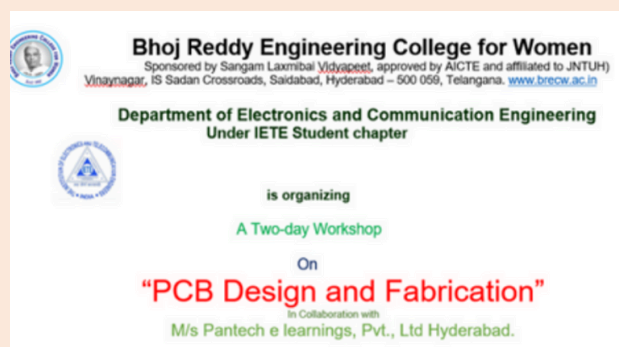 Bhoj Reddy Engineering College for Women
Sponsored by Sangam Laxmibai Vidyapeet, approved by AICTE and affiliated to JNTUH)
Vinaynagar, IS Sadan Crossroads, Saidabad, Hyderabad – 500 059, Telangana. www.brecw.ac.in
Department of Electronics and Communication Engineering
Under IETE Student chapter
is organizing
A Two-day Workshop
On
“PCB Design and Fabrication”
In Collaboration with
M/s Pantech e learnings, Pvt., Ltd Hyderabad.